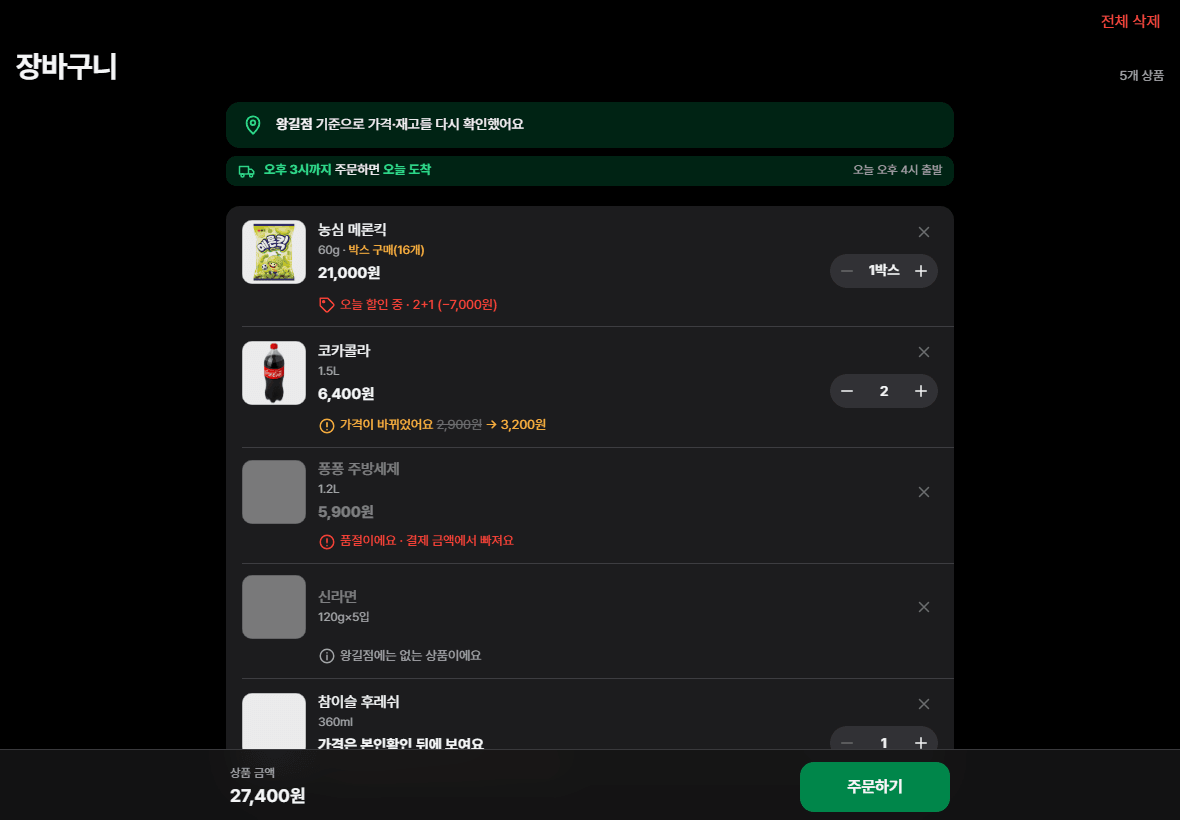 전체 삭제
장바구니
5개 상품
왕길점 기준으로 가격·재고를 다시 확인했어요
오후 3시까지 주문하면 오늘 도착
오늘 오후 4시 출발
농심 메론킥
60g · 박스 구매(16개)
21,000원
1박스
오늘 할인 중 · 2+1 (−7,000원)
메론킥
코카콜라
1.5L
6,400원
2
가격이 바뀌었어요 2,900원 → 3,200원
퐁퐁 주방세제
1.2L
5,900원
품절이에요 · 결제 금액에서 빠져요
신라면
120g×5입
왕길점에는 없는 상품이에요
참이슬 후레쉬
360ml
가격은 본인확인 뒤에 보여요
1
상품 금액
27,400원
주문하기